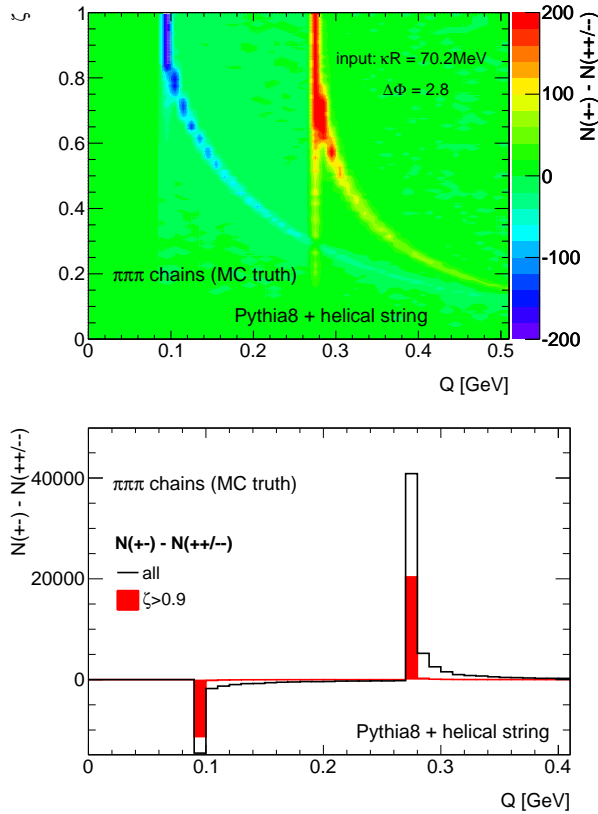 ζ
1
0.8
0.6
0.4
0.2
0
0
0.1
0.2
0.3
0.4
0.5
Q [GeV]
input: κR = 70.2MeV
ΔΦ = 2.8
πππ chains (MC truth)
Pythia8 + helical string
200
100
0
-100
-200
N(+-) - N(++/--)
N(+-) - N(++/--)
40000
20000
0
πππ chains (MC truth)
N(+-) - N(++/--)
all
ζ>0.9
Pythia8 + helical string
0
0.1
0.2
0.3
0.4
Q [GeV]